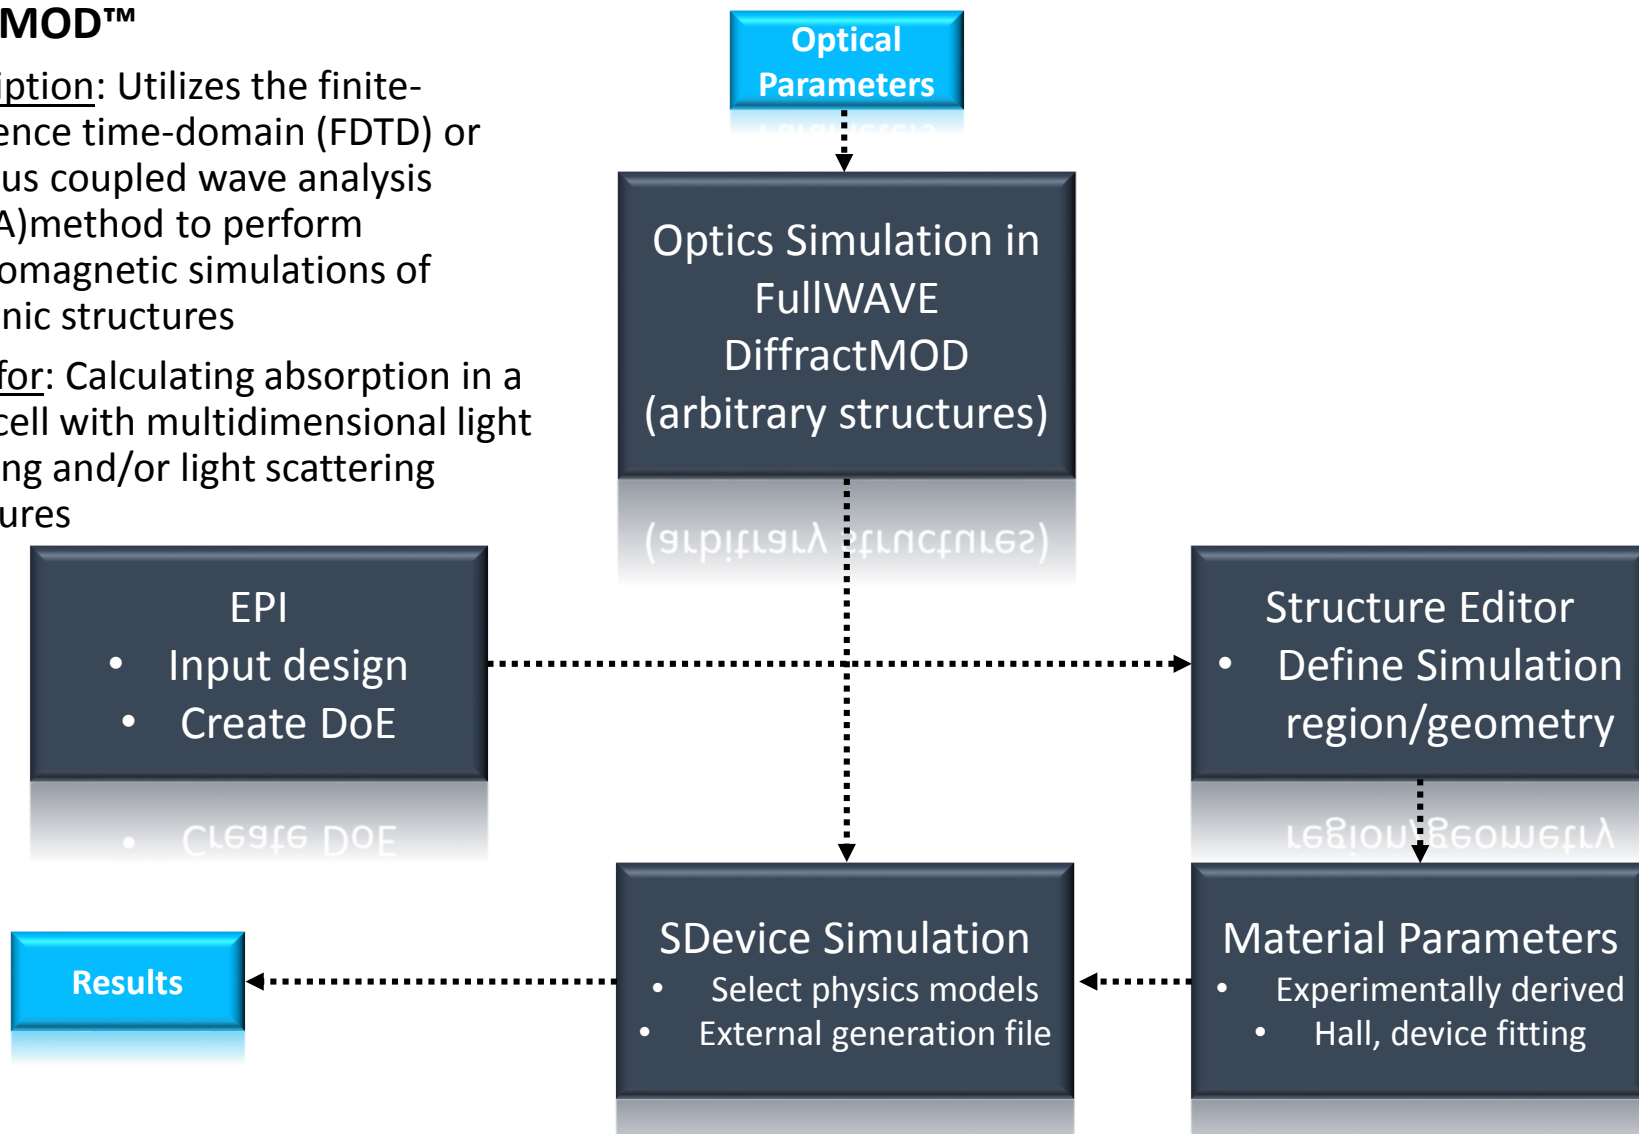 MOD™
iption: Utilizes the finite-
ence time-domain (FDTD) or
us coupled wave analysis
A)method to perform
omagnetic simulations of
nic structures
for: Calculating absorption in a
cell with multidimensional light
ng and/or light scattering
ures
Optical
Parameters
Optics Simulation in
FullWAVE
DiffractMOD
(arbitrary structures)
EPI
• Input design
• Create DoE
Structure Editor
• Define Simulation
region/geometry
Results
SDevice Simulation
• Select physics models
• External generation file
Material Parameters
• Experimentally derived
• Hall, device fitting